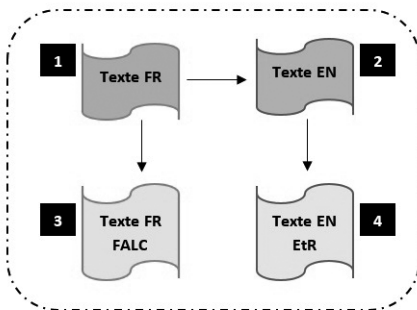 1
Texte FR
Texte EN
2
3
Texte FR
FALC
Texte EN
EtR
4